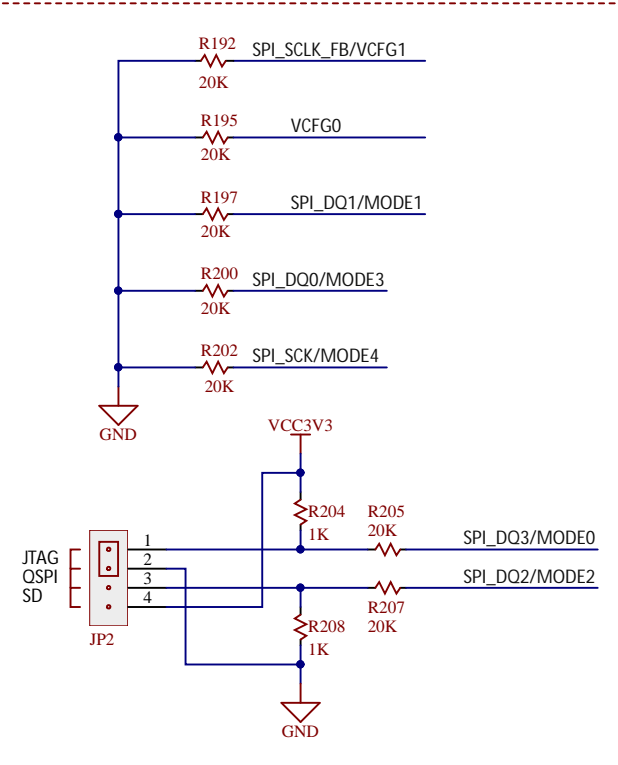 R192 SPI_SCLK_FB/VCFG1
20K
R195 VCFG0
20K
R197 SPI_DQ1/MODE1
20K
R200 SPI_DQ0/MODE3
20K
R202 SPI_SCK/MODE4
20K
GND
VCC3V3
R204
1K
R205
20K
SPI_DQ3/MODE0
JTAG
QSPI
SD
1
2
3
4
JP2
SPI_DQ2/MODE2
R207
20K
R208
1K
GND